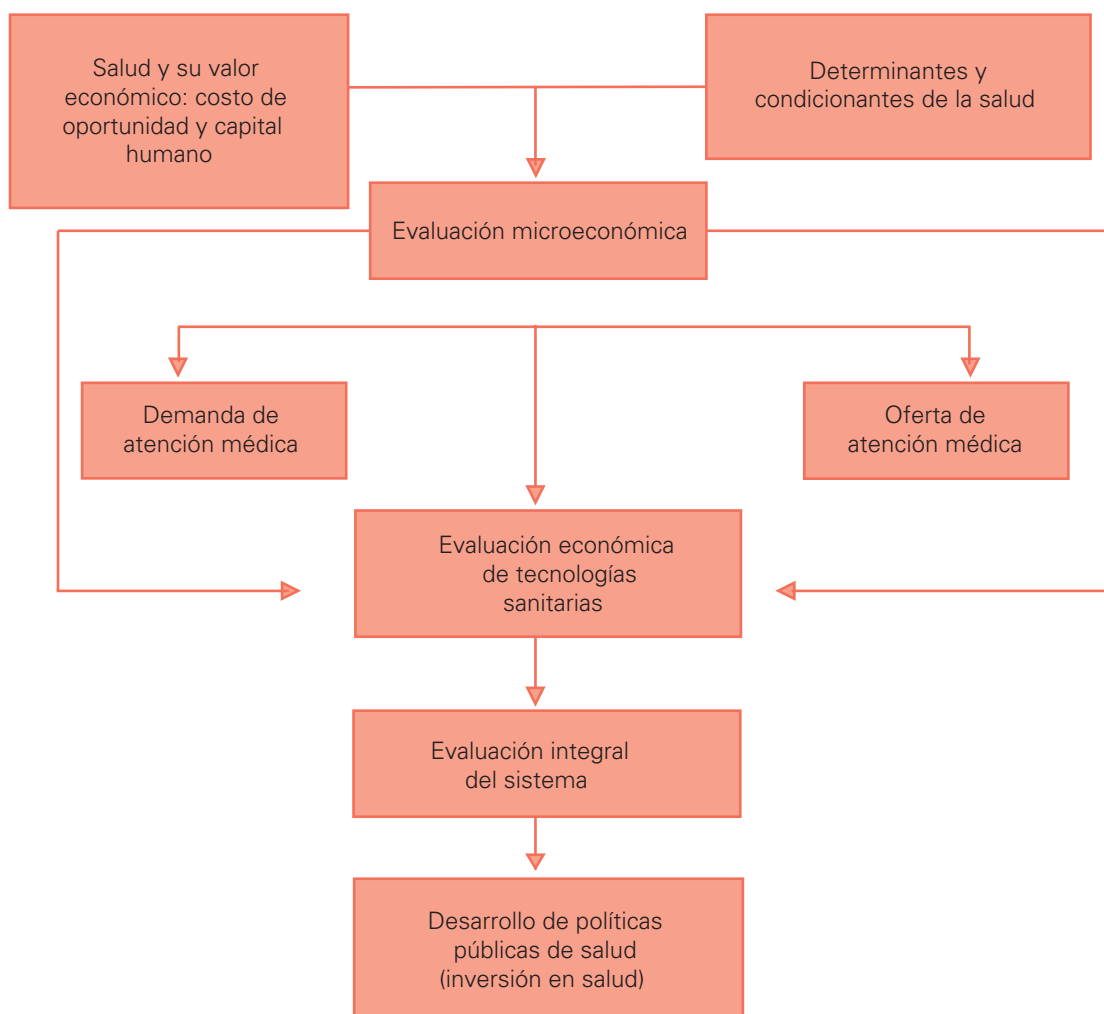 Salud y su valor
económico: costo de
oportunidad y capital
humano
Determinantes y
condicionantes de la salud
Evaluación microeconómica
Demanda de
atención médica
Oferta de
atención médica
Evaluación económica
de tecnologías
sanitarias
Evaluación integral
del sistema
Desarrollo de políticas
públicas de salud
(inversión en salud)